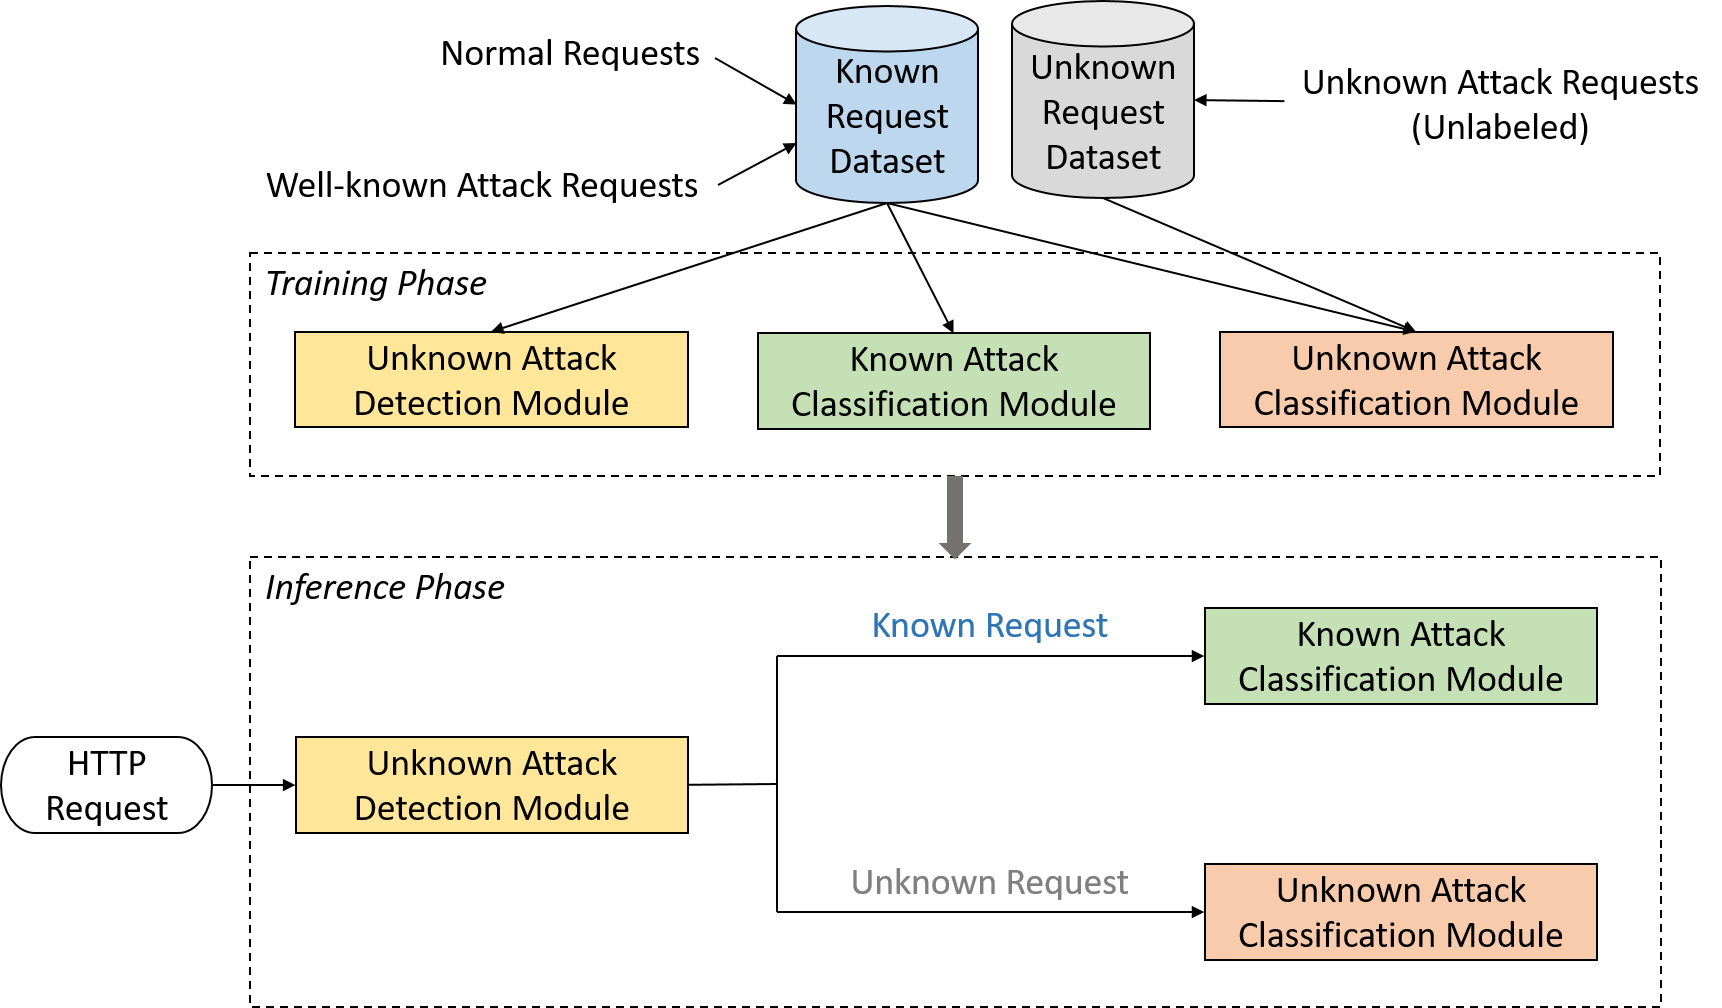 Normal Requests
Well-known Attack Requests
Known
Request
Dataset
Unknown
Request
Dataset
Unknown Attack Requests
(Unlabeled)
Training Phase
Unknown Attack
Detection Module
Known Attack
Classification Module
Unknown Attack
Classification Module
Inference Phase
HTTP
Request
Unknown Attack
Detection Module
Known Request
Known Attack
Classification Module
Unknown Request
Unknown Attack
Classification Module